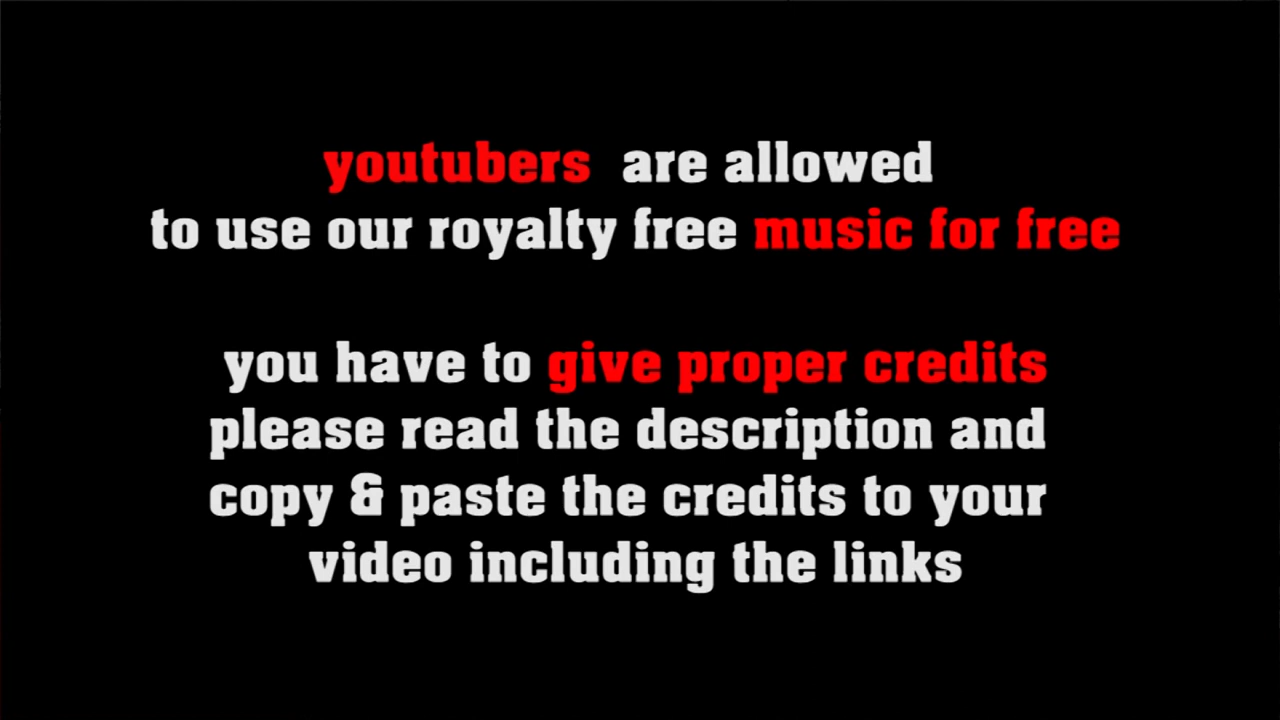 youtubers are allowed
to use our royalty free music for free
you have to give proper credits
please read the description and
copy & paste the credits to your
video including the links